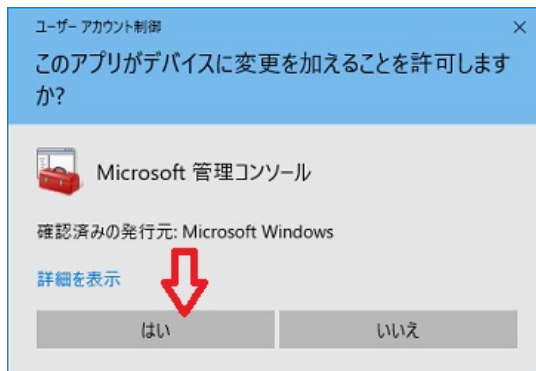 ユーザー アカウント制御
このアプリがデバイスに変更を加えることを許可します
か?
Microsoft 管理コンソール
確認済みの発行元: Microsoft Windows
詳細を表示
はい
いいえ